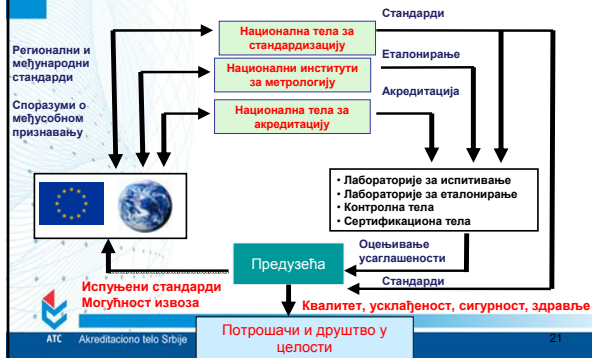 Стандарди
Национална тела за
стандардизацију
Регионални и
међународни
стандарди
Еталонирање
Национални институти
за метрологију
Акредитација
Споразуми о
међусобном
признавању
Национална тела за
акредитацију
• Лабораторије за испитивање
• Лабораторије за еталонирање
• Контролна тела
• Сертификациона тела
Оцењивање
усаглашености
Предузећа
Стандарди
Испуњени стандарди
Могућност извоза
Квалитет, усклађеност, сигурност, здравље
ATC Akreditaciono telo Srbije
Потрошачи и друштво у
целости
21